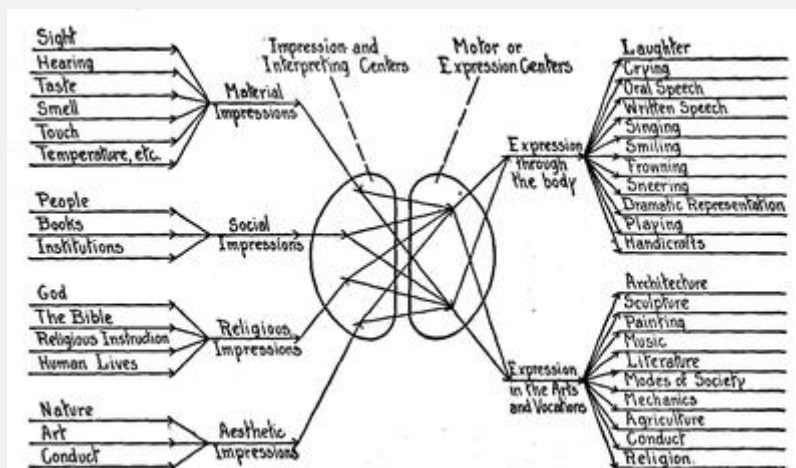 Sight
Hearing
Taste
Smell
Touch
Temperature, etc.
Material
Impressions
People
Books
Institutions
Social
Impressions
God
The Bible
Religious Instruction
Human Lives
Religious
Impressions
Nature
Art
Conduct
Aesthetic
Impressions
Impression and
Interpreting Centers
Motor or
Expression Centers
Expression
through
the body
Laughter
Crying
Oral Speech
Written Speech
Singing
Smiling
Frowning
Sneering
Dramatic Representation
Playing
Handicrafts
Expression
in the Arts
and Vocations
Architecture
Sculpture
Painting
Music
Literature
Modes of Society
Mechanics
Agriculture
Conduct
Religion.